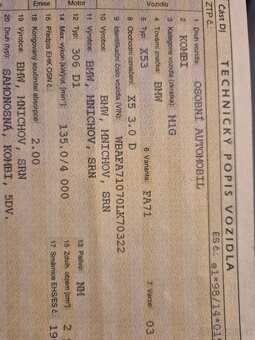 Část D)
TECHNICKÝ POPIS VOZIDLA
ZTP č.:
ES č.: e1*98/14*01
1 Druh vozidla: OSOBNÍ AUTOMOBIL
2 KOMBI
3 Kategorie vozidla (zkratka): M1G
Vozidlo
4 Tovární značka: BMW
5 Typ: X53
6 Varianta: FA71
7 Verze: 03
8 Obchodní označení: X5 3.0 D
9 Identifikační číslo vozidla (VIN): WBAFA71070LK70322
10 Výrobce: BMW, MNICHOV, SRN
Motor
11 Výrobce: BMW, MNICHOV, SRN
12 Typ: 306 D1
13 Palivo: NM
14 Max. výkon [kW]/ot. [min⁻¹]: 135,0/4 000
15 Zdvih. objem [cm³]: 2
Emise
16 Předpis EHK OSN č.:
17 Směrnice EHS/ES č.: 19
18 Korigovaný součinitel absorpce: 2.00
19 Výrobce: BMW, MNICHOV, SRN
20 Druh (typ): SAMONOSNÁ, KOMBI, 5DV.